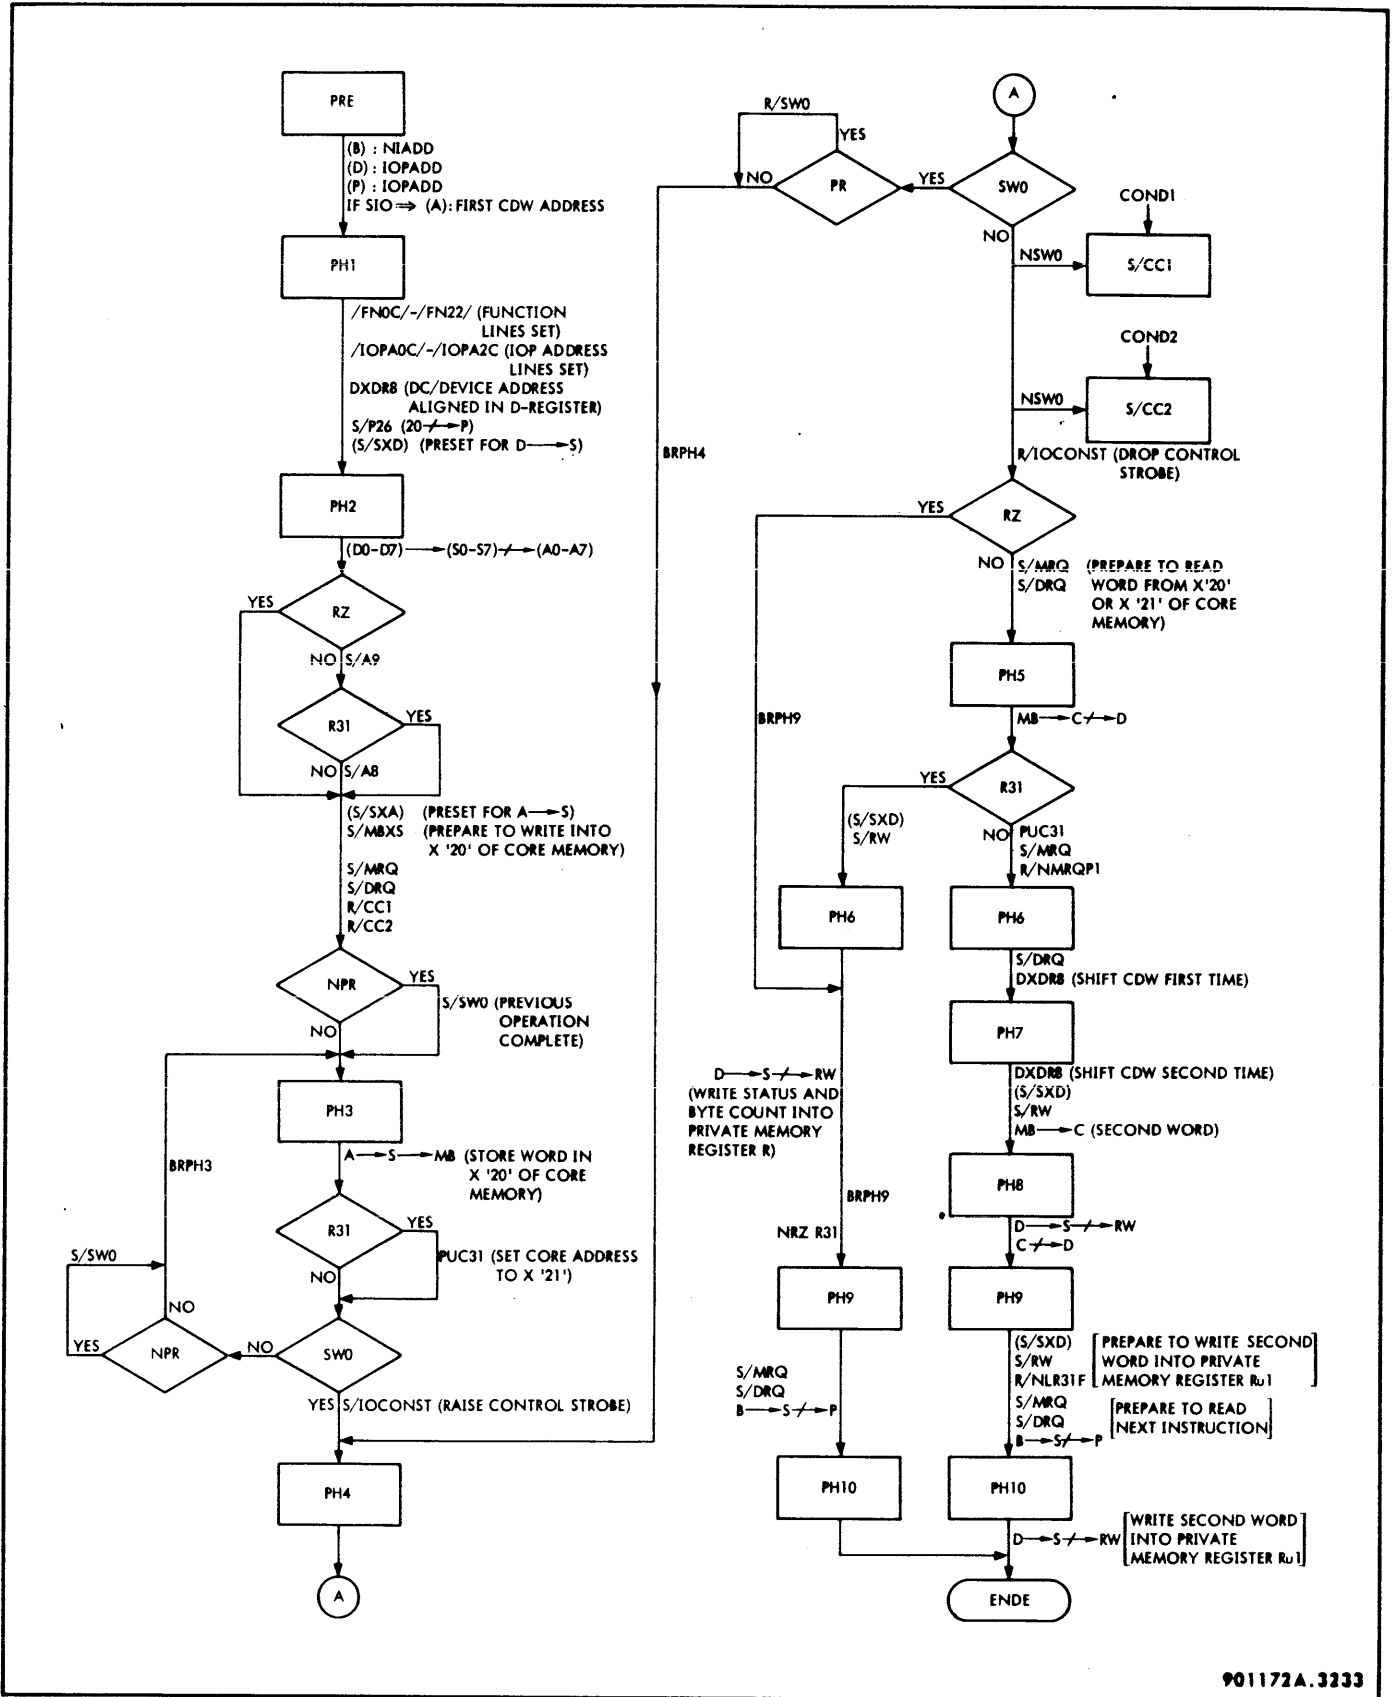 PRE
(B) : NIADD
(D) : IOPADD
(P) : IOPADD
IF SIO ⇒ (A): FIRST CDW ADDRESS
PH1
/FN0C/-/FN22/ (FUNCTION
LINES SET)
/IOPA0C/-/IOPA2C (IOP ADDRESS
LINES SET)
DXDR8 (DC/DEVICE ADDRESS
ALIGNED IN D-REGISTER)
S/P26 (20 -/-> P)
(S/SXD) (PRESET FOR D → S)
PH2
(D0-D7) → (S0-S7) -/-> (A0-A7)
YES
RZ
NO S/A9
R31
YES
NO S/A8
(S/SXA) (PRESET FOR A → S)
S/MBXS (PREPARE TO WRITE INTO
X '20' OF CORE MEMORY)
S/MRQ
S/DRQ
R/CC1
R/CC2
NPR
YES
S/SW0 (PREVIOUS
OPERATION
COMPLETE)
NO
PH3
BRPH3
A → S → MB (STORE WORD IN
X '20' OF CORE
MEMORY)
R31
YES
PUC31 (SET CORE ADDRESS
TO X '21')
NO
S/SW0
NO
YES
NPR
NO
SW0
YES S/IOCONST (RAISE CONTROL STROBE)
PH4
A
R/SW0
YES
NO
PR
YES
A
SW0
NO
BRPH4
COND1
NSW0
S/CC1
COND2
NSW0
S/CC2
R/IOCONST (DROP CONTROL
STROBE)
YES
RZ
BRPH9
NO
S/MRQ (PREPARE TO READ
S/DRQ WORD FROM X'20'
OR X '21' OF CORE
MEMORY)
PH5
MB → C -/-> D
YES
R31
(S/SXD)
S/RW
NO
PUC31
S/MRQ
R/NMRQP1
PH6
PH6
S/DRQ
DXDR8 (SHIFT CDW FIRST TIME)
PH7
D → S -/-> RW
(WRITE STATUS AND
BYTE COUNT INTO
PRIVATE MEMORY
REGISTER R)
DXDR8 (SHIFT CDW SECOND TIME)
(S/SXD)
S/RW
MB → C (SECOND WORD)
PH8
BRPH9
NRZ R31
D → S -/-> RW
C -/-> D
PH9
PH9
S/MRQ
S/DRQ
B → S -/-> P
(S/SXD) [PREPARE TO WRITE SECOND
S/RW WORD INTO PRIVATE
R/NLR31F MEMORY REGISTER Ru1]
S/MRQ [PREPARE TO READ
S/DRQ NEXT INSTRUCTION]
B → S -/-> P
PH10
PH10
[WRITE SECOND WORD
D → S -/-> RW INTO PRIVATE
MEMORY REGISTER Ru1]
ENDE
901172A.3233